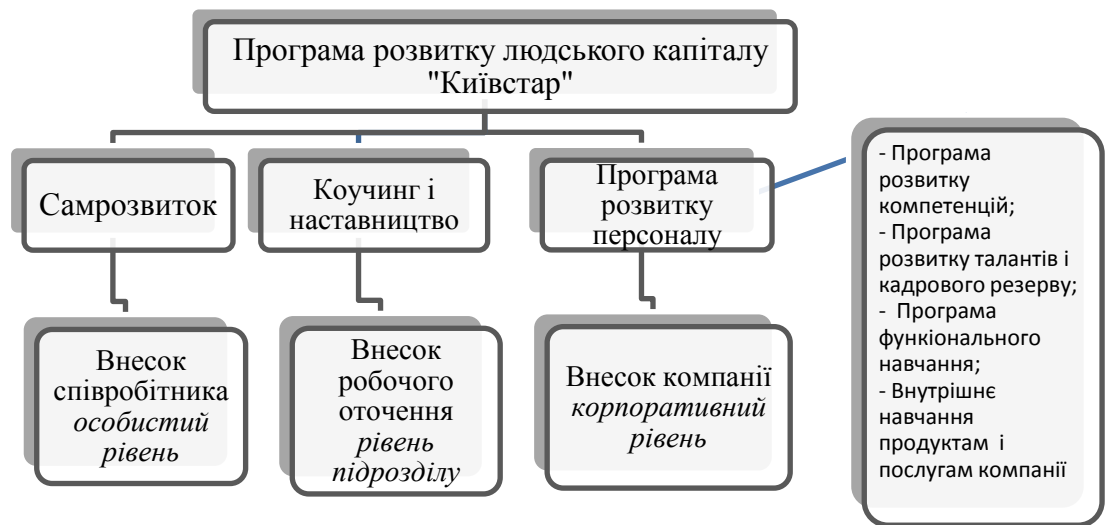 Програма розвитку людського капіталу
"Київстар"
Самрозвиток
Коучинг і
наставництво
Програма
розвитку
персоналу
Внесок
співробітника
особистий
рівень
Внесок
робочого
оточення
рівень
підрозділу
Внесок компанії
корпоративний
рівень
- Програма
розвитку
компетенцій;
- Програма
розвитку талантів і
кадрового резерву;
- Програма
функіонального
навчання;
- Внутрішнє
навчання
продуктам і
послугам компанії